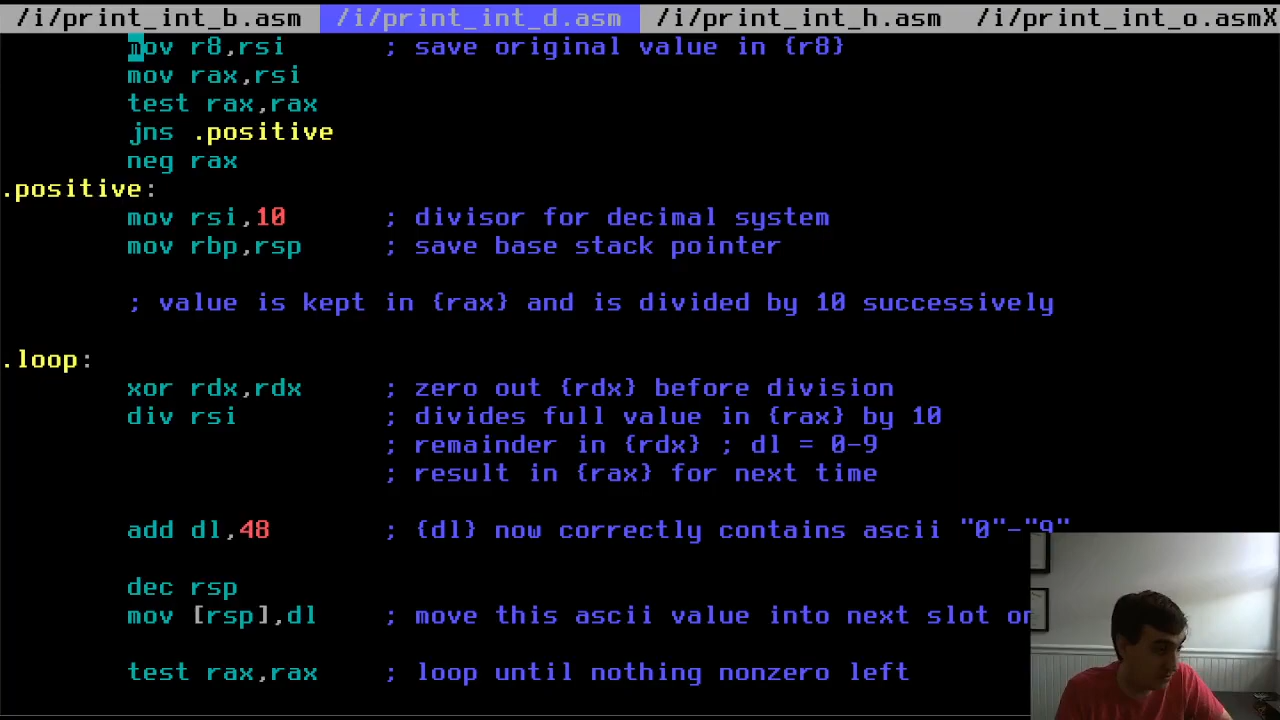 /i/print_int_b.asm /i/print_int_d.asm /i/print_int_h.asm /i/print_int_o.asmX
mov r8,rsi ; save original value in {r8}
mov rax,rsi
test rax,rax
jns .positive
neg rax
.positive:
mov rsi,10 ; divisor for decimal system
mov rbp,rsp ; save base stack pointer
; value is kept in {rax} and is divided by 10 successively
.loop:
xor rdx,rdx ; zero out {rdx} before division
div rsi ; divides full value in {rax} by 10
; remainder in {rdx} ; dl = 0-9
; result in {rax} for next time
add dl,48 ; {dl} now correctly contains ascii "0"-"9"
dec rsp
mov [rsp],dl ; move this ascii value into next slot on
test rax,rax ; loop until nothing nonzero left